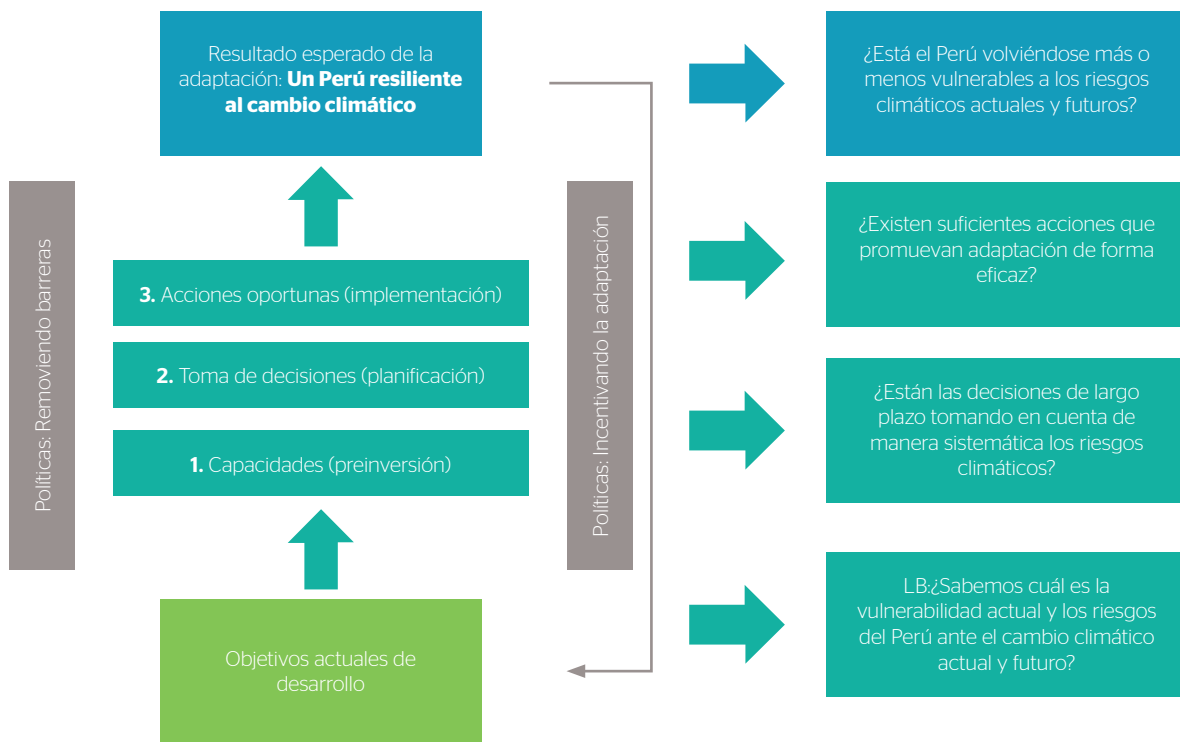 Resultado esperado de la
adaptación: Un Perú resiliente
al cambio climático
Políticas: Removiendo barreras
3. Acciones oportunas (implementación)
2. Toma de decisiones (planificación)
1. Capacidades (preinversión)
Políticas: Incentivando la adaptación
Objetivos actuales de
desarrollo
¿Está el Perú volviéndose más o
menos vulnerables a los riesgos
climáticos actuales y futuros?
¿Existen suficientes acciones que
promuevan adaptación de forma
eficaz?
¿Están las decisiones de largo
plazo tomando en cuenta de
manera sistemática los riesgos
climáticos?
LB:¿Sabemos cuál es la
vulnerabilidad actual y los riesgos
del Perú ante el cambio climático
actual y futuro?